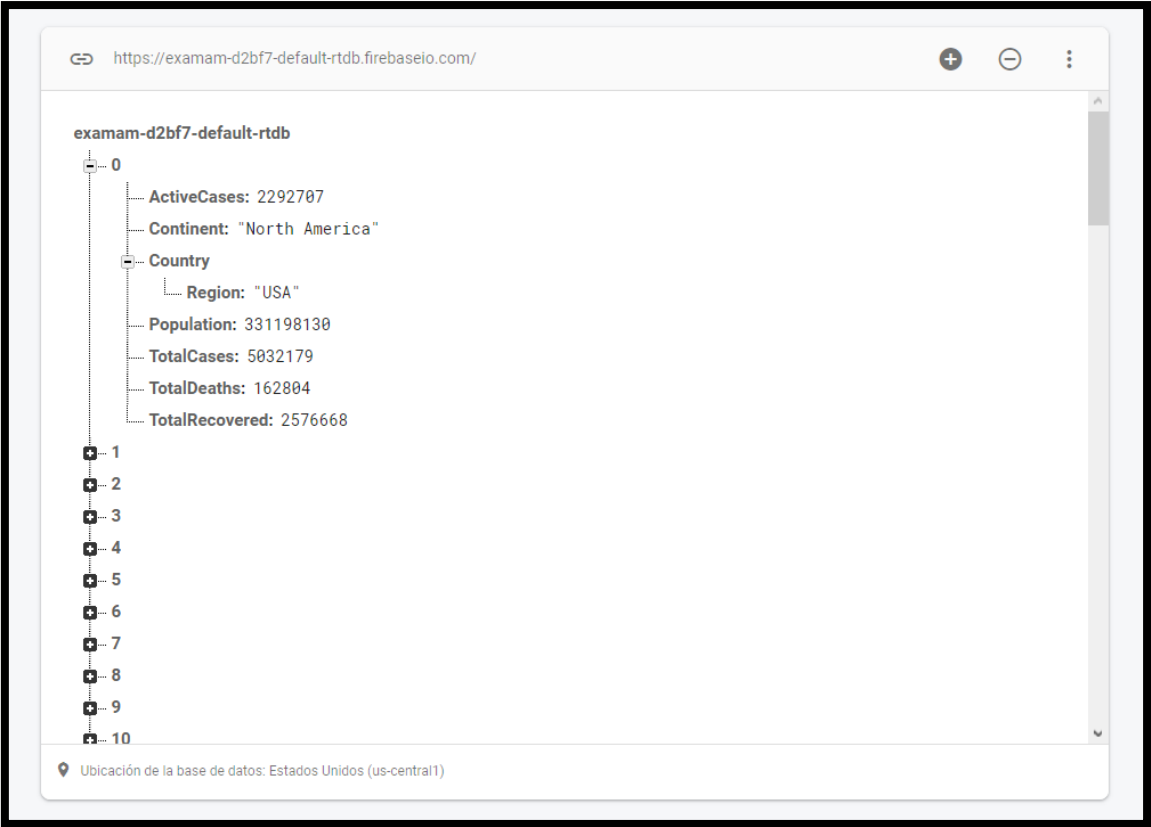 https://examam-d2bf7-default-rtdb.firebaseio.com/
examam-d2bf7-default-rtdb
0
ActiveCases: 2292707
Continent: "North America"
Country
Region: "USA"
Population: 331198130
TotalCases: 5032179
TotalDeaths: 162804
TotalRecovered: 2576668
1
2
3
4
5
6
7
8
9
10
Ubicación de la base de datos: Estados Unidos (us-central1)